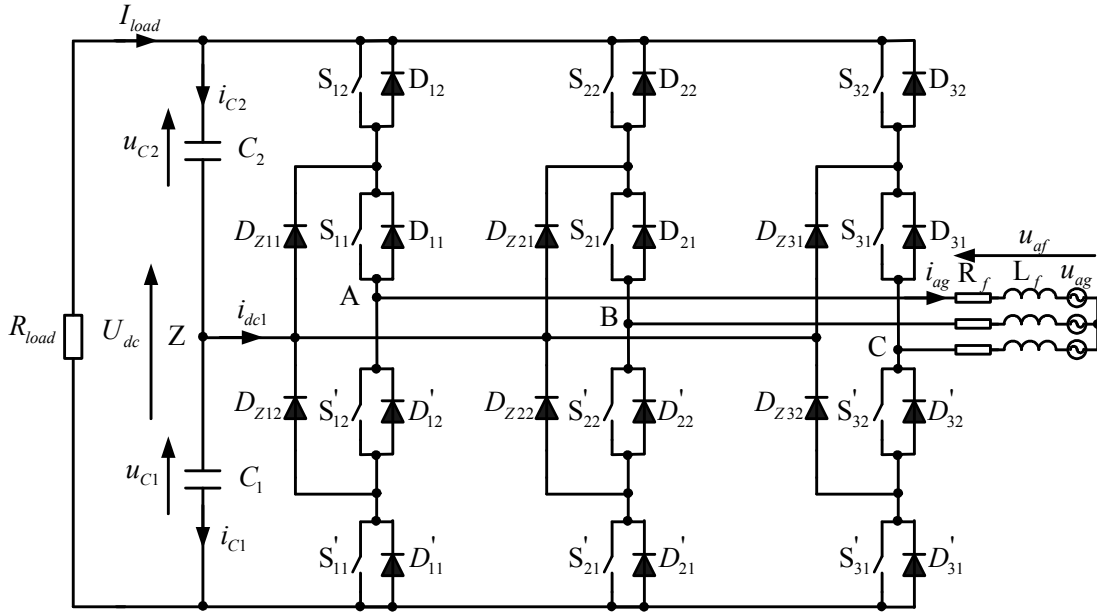 I_load
S_12 D_12 S_22 D_22 S_32 D_32
i_C2
u_C2 C_2
D_Z11 S_11 D_11 D_Z21 S_21 D_21 D_Z31 S_31 D_31
u_af
i_ag R_f L_f u_ag
A
B
R_load U_dc Z i_dc1
C
D_Z12 S'_12 D'_12 D_Z22 S'_22 D'_22 D_Z32 S'_32 D'_32
u_C1 C_1
i_C1
S'_11 D'_11 S'_21 D'_21 S'_31 D'_31